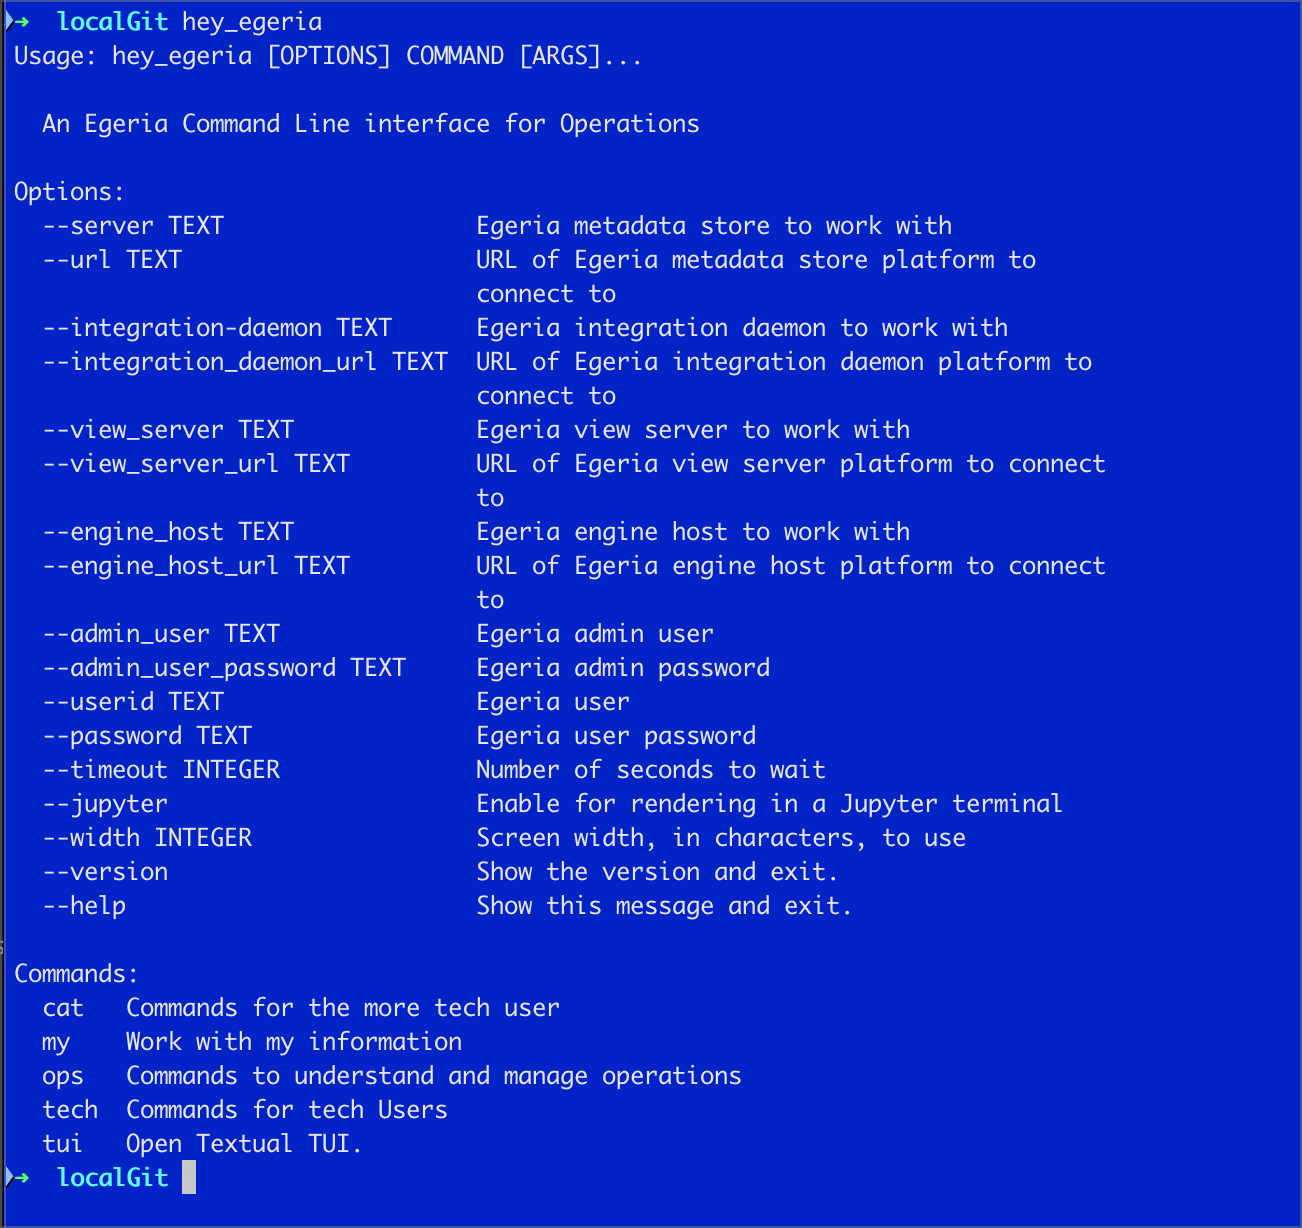 ➜  localGit hey_egeria
Usage: hey_egeria [OPTIONS] COMMAND [ARGS]...

  An Egeria Command Line interface for Operations

Options:
  --server TEXT                  Egeria metadata store to work with
  --url TEXT                     URL of Egeria metadata store platform to
                                 connect to
  --integration-daemon TEXT      Egeria integration daemon to work with
  --integration_daemon_url TEXT  URL of Egeria integration daemon platform to
                                 connect to
  --view_server TEXT             Egeria view server to work with
  --view_server_url TEXT         URL of Egeria view server platform to connect
                                 to
  --engine_host TEXT             Egeria engine host to work with
  --engine_host_url TEXT         URL of Egeria engine host platform to connect
                                 to
  --admin_user TEXT              Egeria admin user
  --admin_user_password TEXT     Egeria admin password
  --userid TEXT                  Egeria user
  --password TEXT                Egeria user password
  --timeout INTEGER              Number of seconds to wait
  --jupyter                      Enable for rendering in a Jupyter terminal
  --width INTEGER                Screen width, in characters, to use
  --version                      Show the version and exit.
  --help                         Show this message and exit.

Commands:
  cat   Commands for the more tech user
  my    Work with my information
  ops   Commands to understand and manage operations
  tech  Commands for tech Users
  tui   Open Textual TUI.
➜  localGit